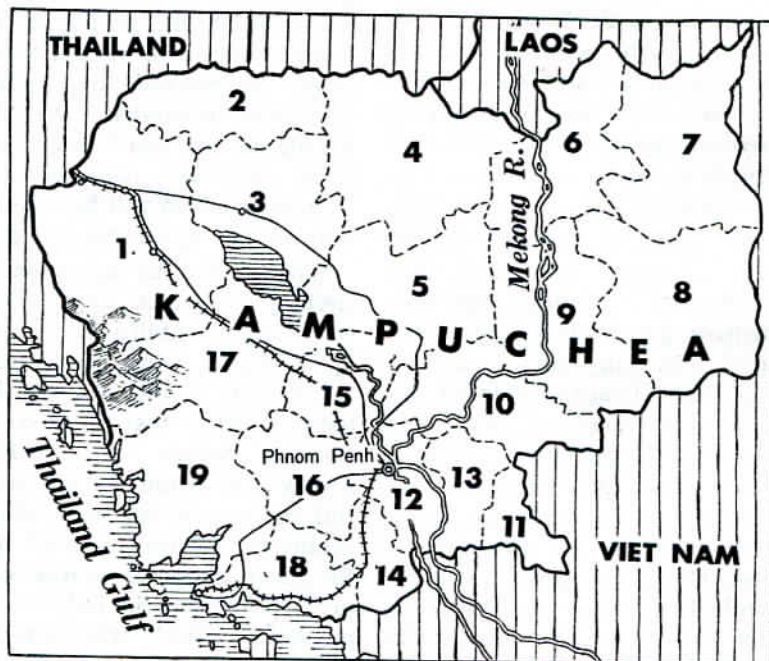 THAILAND
LAOS
2
4
6
7
Mekong R.
3
1
5
8
9
KAMPUCHEA
17
15
10
Phnom Penh
19
16
12
13
11
18
14
VIET NAM
Thailand Gulf